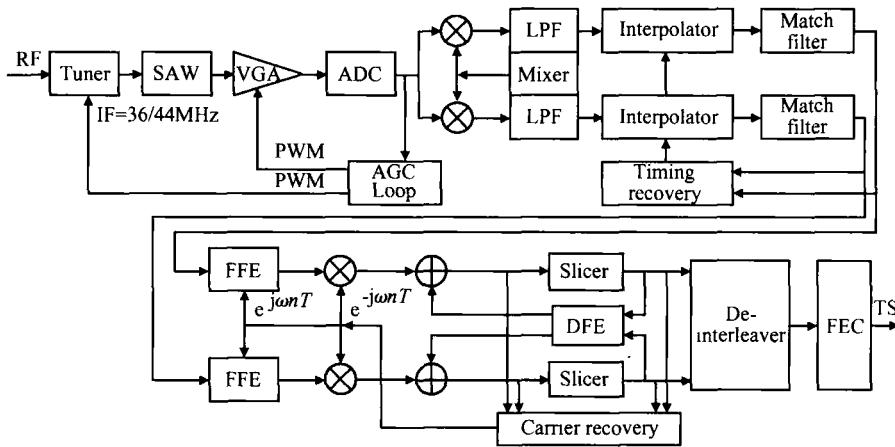 RF
Tuner
SAW
VGA
ADC
LPF
Interpolator
Match
filter
Mixer
IF=36/44MHz
LPF
Interpolator
Match
filter
PWM
PWM
AGC
Loop
Timing
recovery
FFE
Slicer
e^jωnT
e^-jωnT
DFE
De-
interleaver
FEC
TS
FFE
Slicer
Carrier recovery